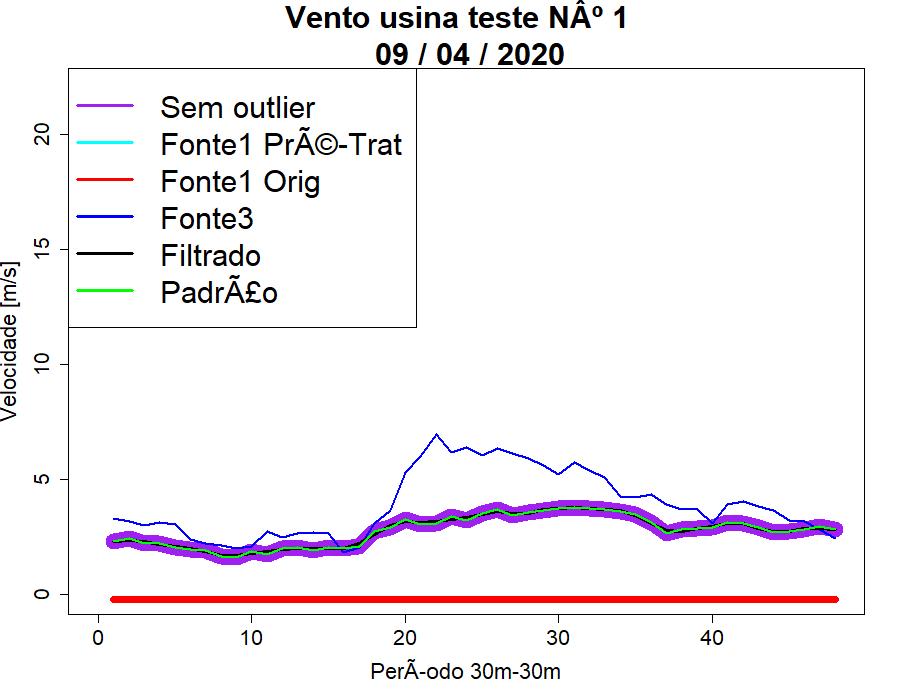 Vento usina teste NÂº 1
09 / 04 / 2020
Sem outlier
Fonte1 PrÃ©-Trat
Fonte1 Orig
Fonte3
Filtrado
PadrÃ£o
Velocidade [m/s]
20
15
10
5
0
0 10 20 30 40
PerÃ-odo 30m-30m